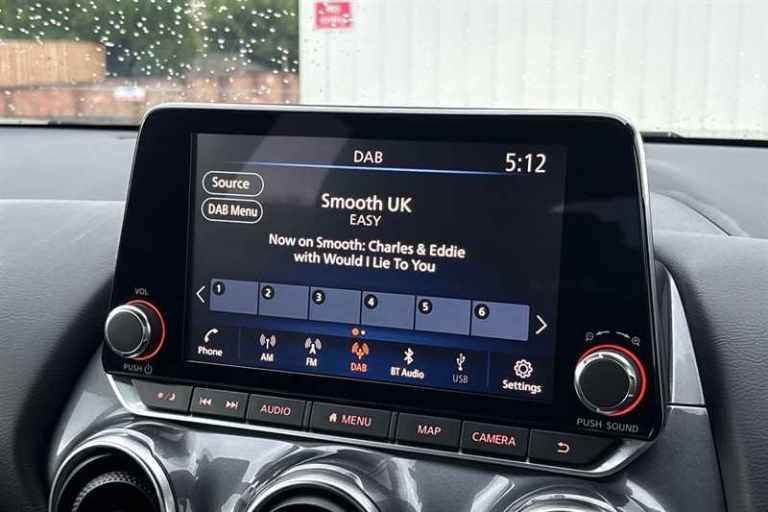 DAB
5:12
Source
DAB Menu
Smooth UK
EASY
Now on Smooth: Charles & Eddie
with Would I Lie To You
1 2 3 4 5 6
Phone
AM
FM
DAB
BT Audio
USB
Settings
VOL
PUSH
AUDIO
MENU
MAP
CAMERA
PUSH SOUND